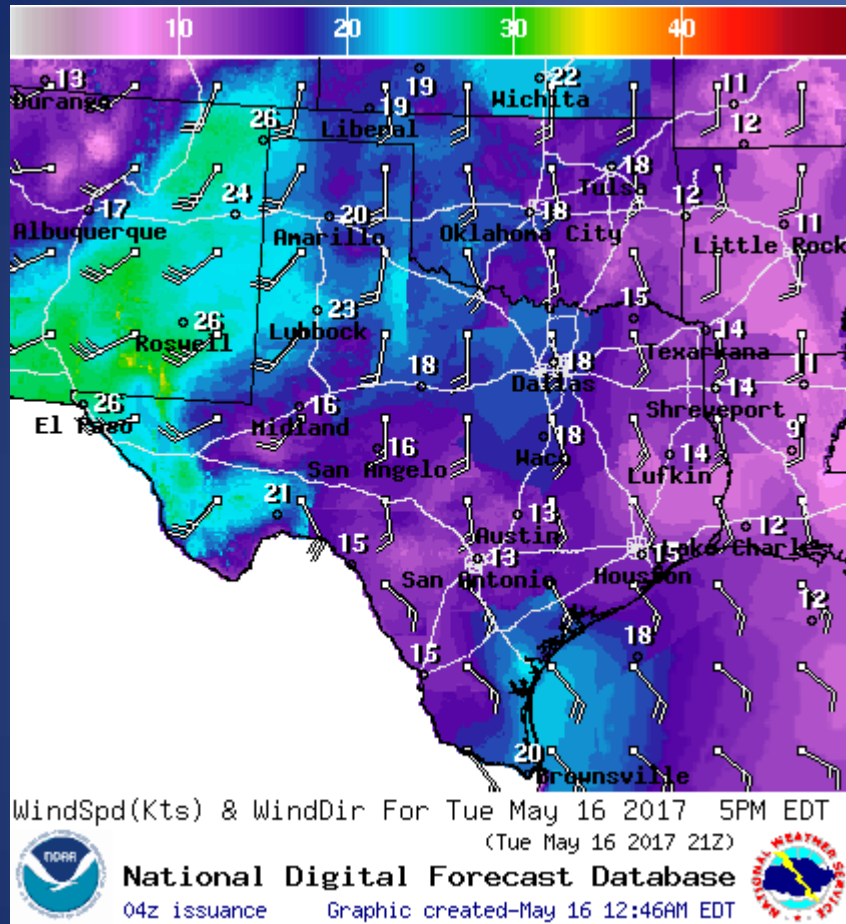 10 20 30 40
13 19 22 11
Durango Wichita
19
Liberal
26 12
18
Tulsa
17 24 20 18 12 11
Albuquerque Amarillo Oklahoma City Little Rock
26 23 15
Roswell Lubbock
14
Texarkana
18 18 11
Dallas 14
26 16 Shreveport
El Paso Midland
16 18 14 9
San Angelo Waco Lufkin
21 13 12
Austin
15 13 15 Lake Charles
San Antonio Houston
12
15 18
20
Brownsville
WindSpd(Kts) & WindDir For Tue May 16 2017 5PM EDT
(Tue May 16 2017 21Z)
NOAA
National Digital Forecast Database
04z issuance Graphic created-May 16 12:46AM EDT
NATIONAL WEATHER SERVICE